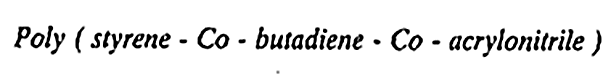 Poly ( styrene - Co - butadiene - Co - acrylonitrile )